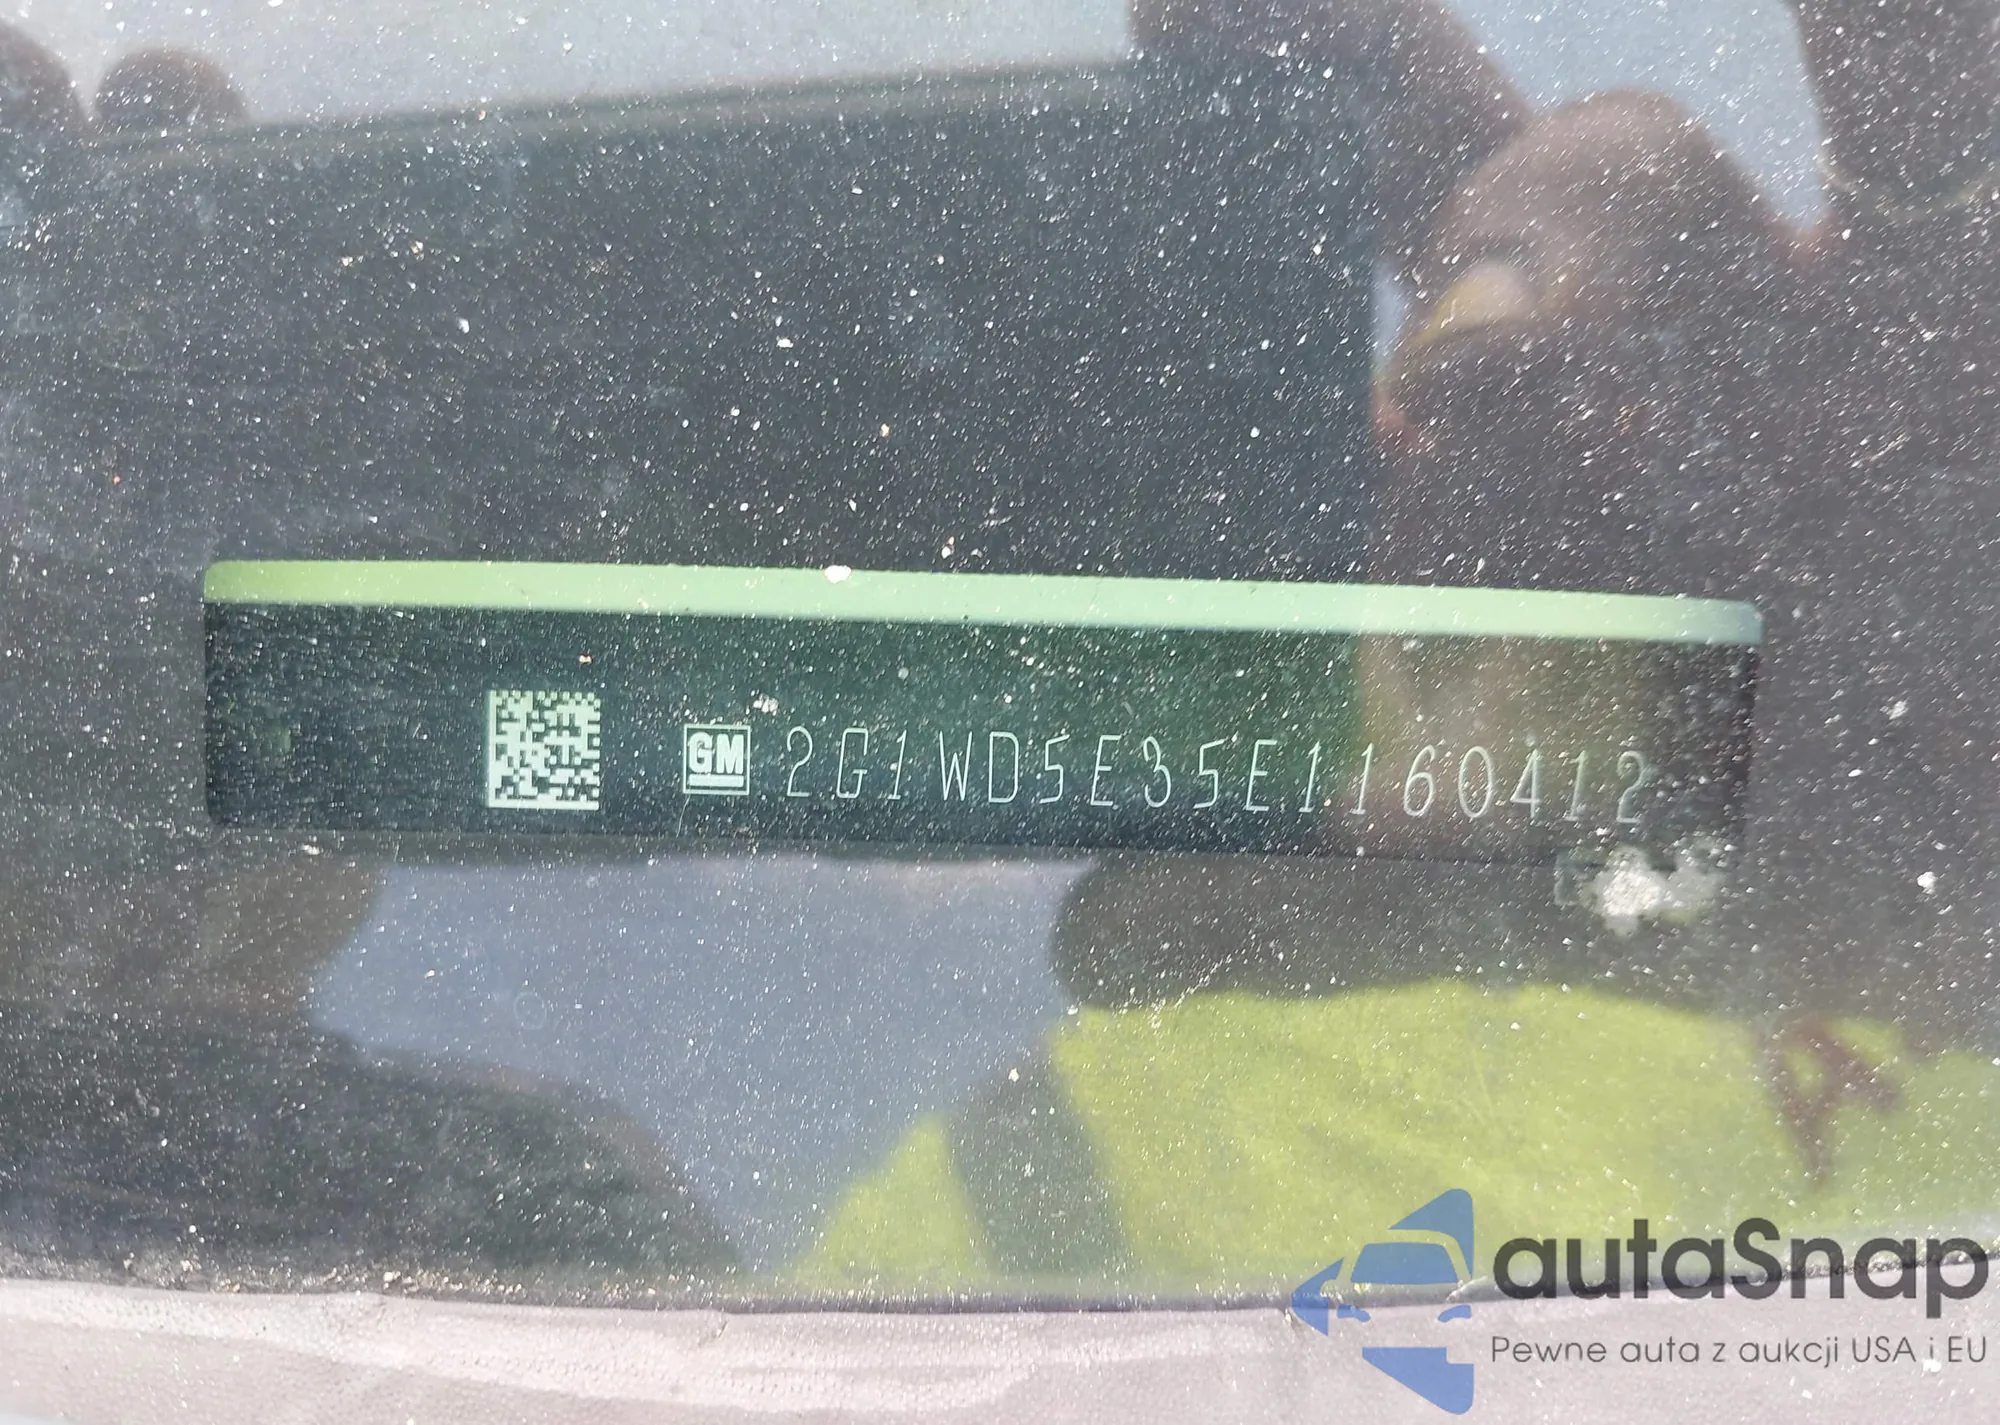 GM 2G1WD5E35E1160412
autaSnap
Pewne auta z aukcji USA i EU